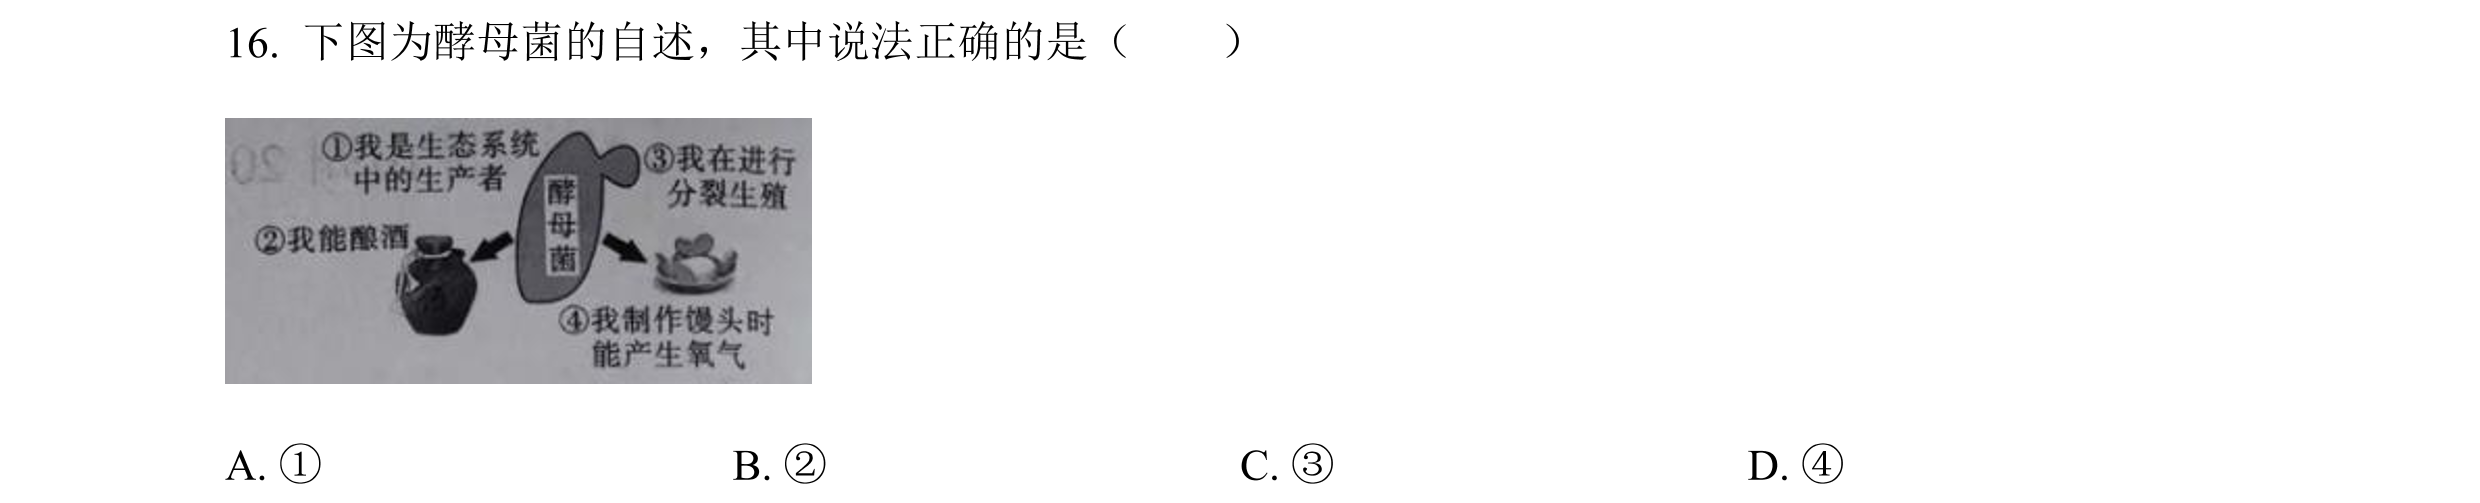 16. 下图为酵母菌的自述，其中说法正确的是（　　）
①我是生态系统
中的生产者
③我在进行
分裂生殖
酵母菌
②我能酿酒
④我制作馒头时
能产生氧气
A. ①　B. ②　C. ③　D. ④